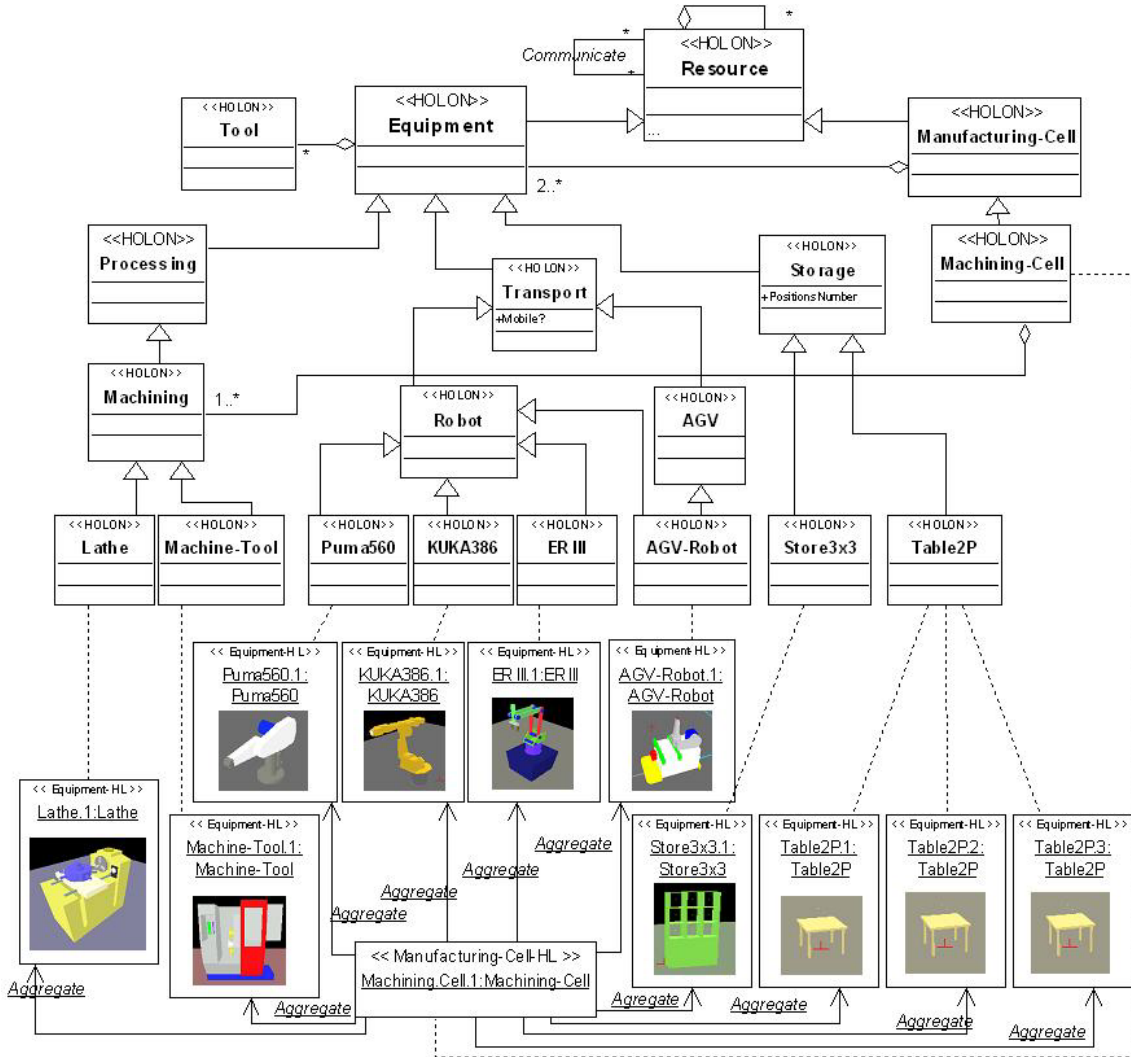 *
*
<<HOLON>>
Communicate
Resource
*
...
<<HOLON>>
Tool
*
<<HOLON>>
Equipment
2..*
<<HOLON>>
Manufacturing-Cell
<<HOLON>>
Processing
<<HOLON>>
Transport
+Mobile?
<<HOLON>>
Storage
+Positions Number
<<HOLON>>
Machining-Cell
<<HOLON>>
Machining
1..*
<<HOLON>>
Robot
<<HOLON>>
AGV
<<HOLON>>
Lathe
<<HOLON>>
Machine-Tool
<<HOLON>>
Puma560
<<HOLON>>
KUKA386
<<HOLON>>
ER III
<<HOLON>>
AGV-Robot
<<HOLON>>
Store3x3
<<HOLON>>
Table2P
<< Equipment-HL >>
Puma560.1:
Puma560
<< Equipment-HL >>
KUKA386.1:
KUKA386
<< Equipment-HL >>
ER III.1:ER III
<< Equipment-HL >>
AGV-Robot.1:
AGV-Robot
<< Equipment-HL >>
Lathe.1:Lathe
<< Equipment-HL >>
Machine-Tool.1:
Machine-Tool
<< Equipment-HL >>
Store3x3.1:
Store3x3
<< Equipment-HL >>
Table2P.1:
Table2P
<< Equipment-HL >>
Table2P.2:
Table2P
<< Equipment-HL >>
Table2P.3:
Table2P
Aggregate
Aggregate
Aggregate
Aggregate
<< Manufacturing-Cell-HL >>
Machining.Cell.1:Machining-Cell
Aggregate
Aggregate
Agregate
Aggregate
Aggregate
Aggregate